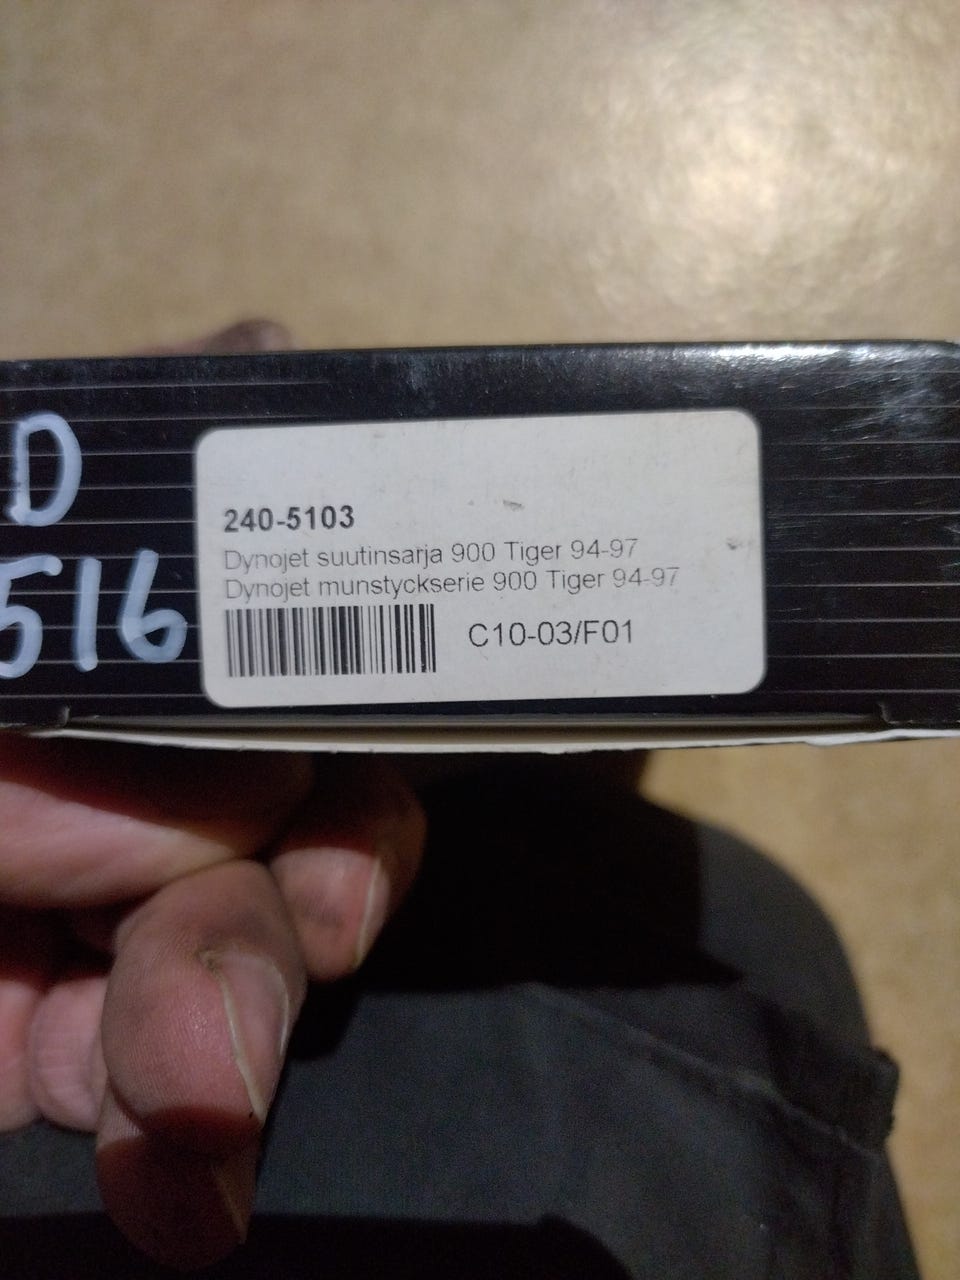 D
516
240-5103
Dynojet suutinsarja 900 Tiger 94-97
Dynojet munstyckserie 900 Tiger 94-97
C10-03/F01